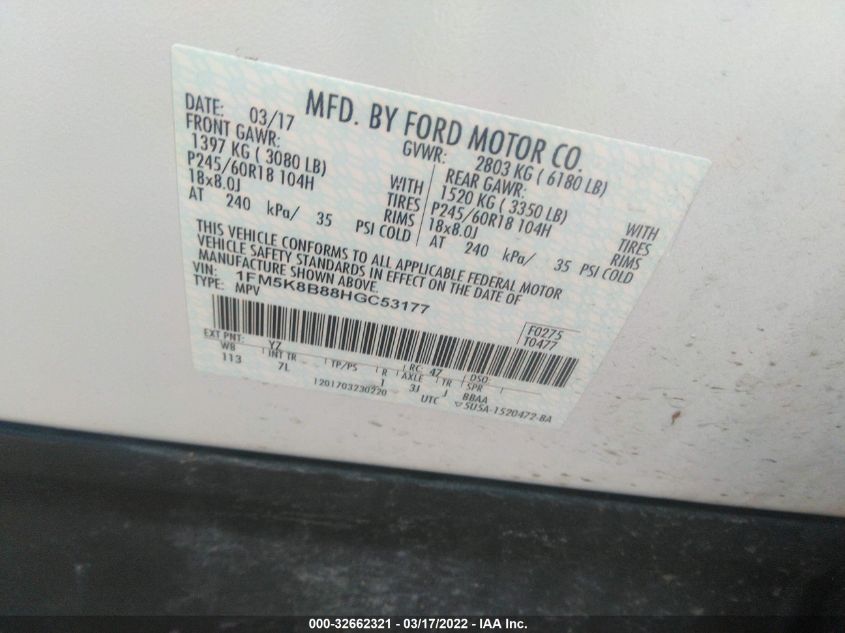 MFD. BY FORD MOTOR CO.
DATE: 03/17 GVWR: 2803 KG ( 6180 LB)
FRONT GAWR: REAR GAWR:
1397 KG ( 3080 LB) WITH 1520 KG ( 3350 LB) WITH
P245/60R18 104H TIRES P245/60R18 104H TIRES
18x8.0J RIMS 18x8.0J RIMS
AT 240 kPa/ 35 PSI COLD AT 240 kPa/ 35 PSI COLD
THIS VEHICLE CONFORMS TO ALL APPLICABLE FEDERAL MOTOR
VEHICLE SAFETY STANDARDS IN EFFECT ON THE DATE OF
MANUFACTURE SHOWN ABOVE.
VIN: 1FM5K8B88HGC53177
TYPE: MPV
F0275
T0477
EXT PNT: YZ RC: 47 DSO:
WB INT TR TP/PS R AXLE TR SPR
113 7L 1 3J J BBAA
1201703230220 UTC ▽5U5A-1520472-BA
000-32662321 / 03/17/2022 - IAA Inc.